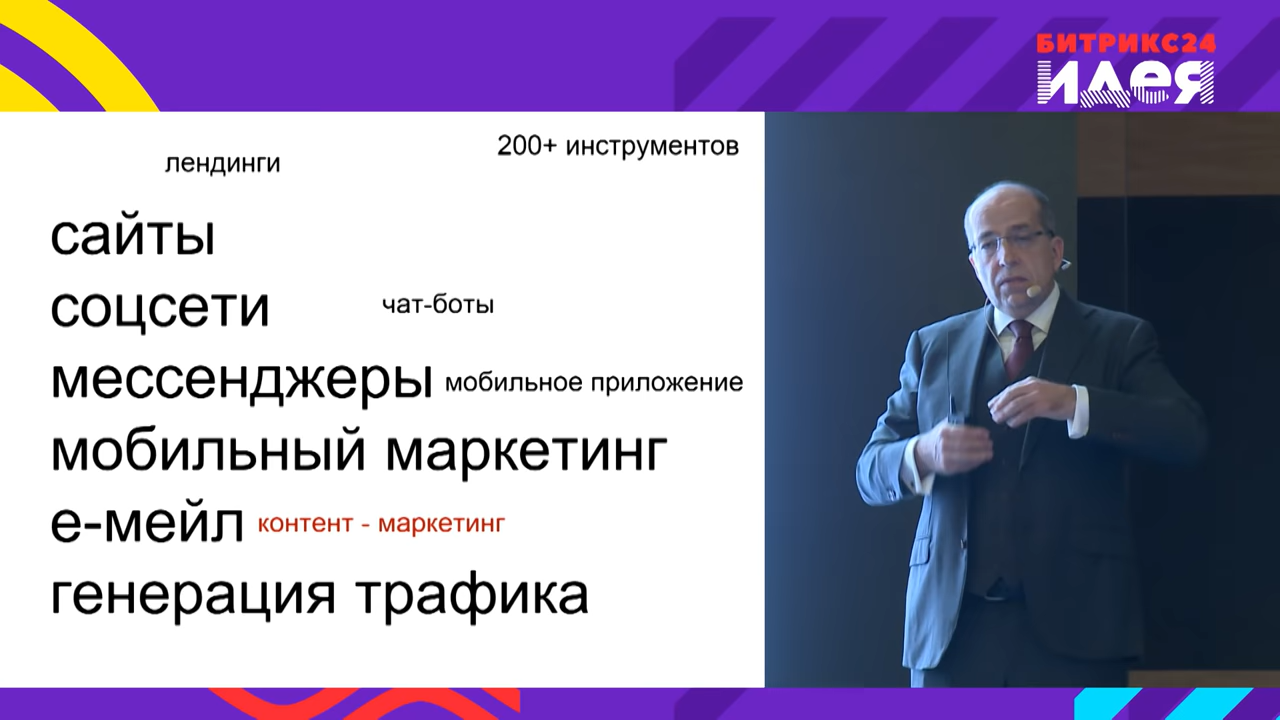 БИТРИКС24
идея
лендинги
200+ инструментов
сайты
соцсети
чат-боты
мессенджеры
мобильное приложение
мобильный маркетинг
е-мейл
контент - маркетинг
генерация трафика